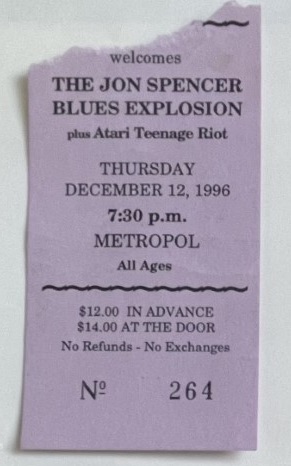 welcomes
THE JON SPENCER
BLUES EXPLOSION
plus Atari Teenage Riot
THURSDAY
DECEMBER 12, 1996
7:30 p.m.
METROPOL
All Ages
$12.00 IN ADVANCE
$14.00 AT THE DOOR
No Refunds - No Exchanges
Nº 264